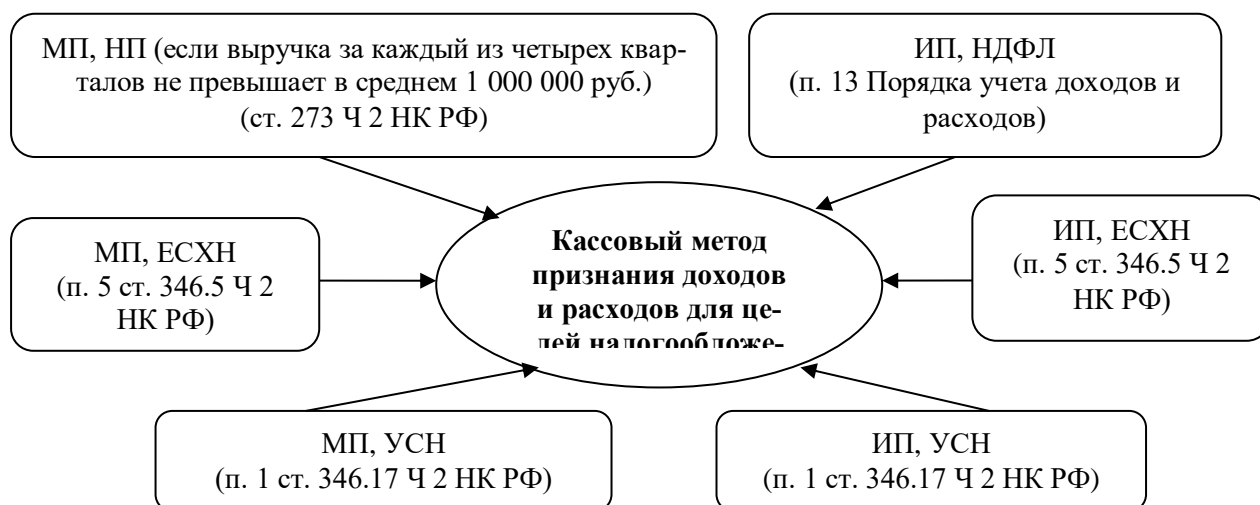 МП, НП (если выручка за каждый из четырех квар-
талов не превышает в среднем 1 000 000 руб.)
(ст. 273 Ч 2 НК РФ)
ИП, НДФЛ
(п. 13 Порядка учета доходов и
расходов)
МП, ЕСХН
(п. 5 ст. 346.5 Ч 2
НК РФ)
Кассовый метод
признания доходов
и расходов для це-
лей налогообложе-
ИП, ЕСХН
(п. 5 ст. 346.5 Ч 2
НК РФ)
МП, УСН
(п. 1 ст. 346.17 Ч 2 НК РФ)
ИП, УСН
(п. 1 ст. 346.17 Ч 2 НК РФ)